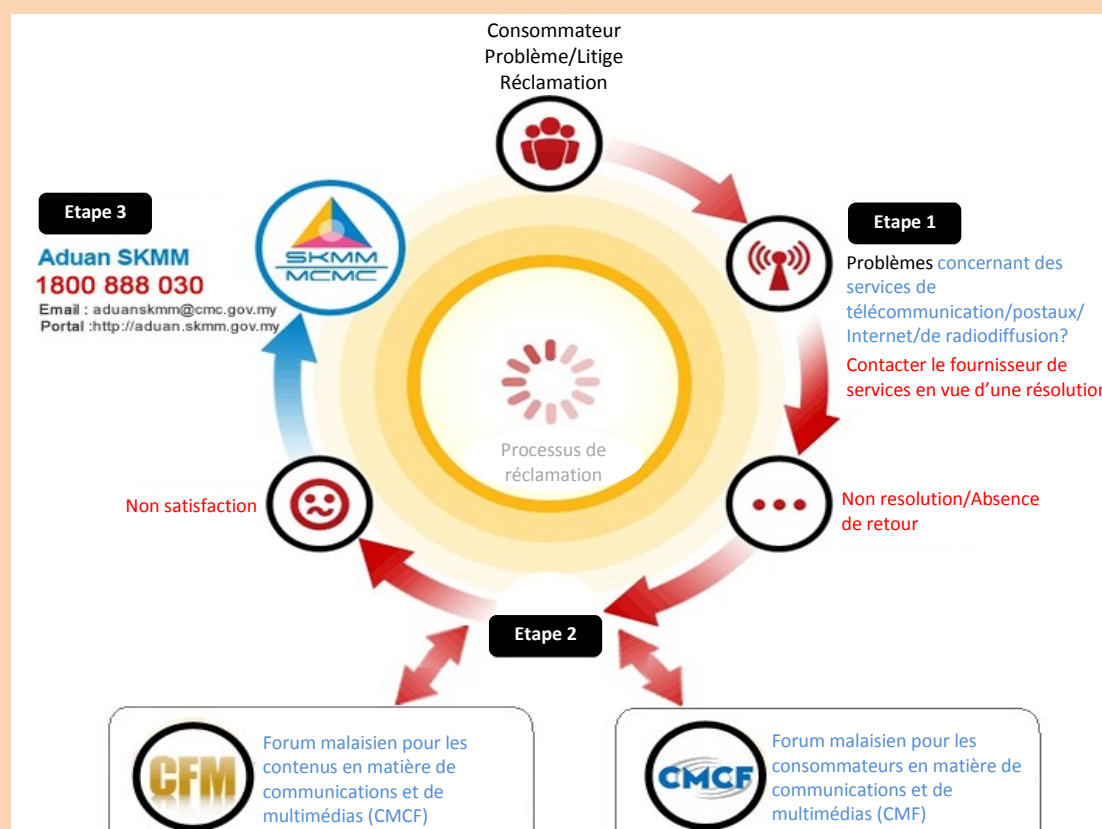 Consommateur
Problème/Litige
Réclamation
Etape 3
Aduan SKMM
1800 888 030
Email : aduanskmm@cmc.gov.my
Portal :http://aduan.skmm.gov.my
SKMM
MCMC
Etape 1
Problèmes concernant des
services de
télécommunication/postaux/
Internet/de radiodiffusion?
Contacter le fournisseur de
services en vue d'une résolution
Processus de
réclamation
Non satisfaction
Non resolution/Absence
de retour
Etape 2
CFM
Forum malaisien pour les
contenus en matière de
communications et de
multimédias (CMCF)
CMCF
Forum malaisien pour les
consommateurs en matière de
communications et de
multimédias (CMF)